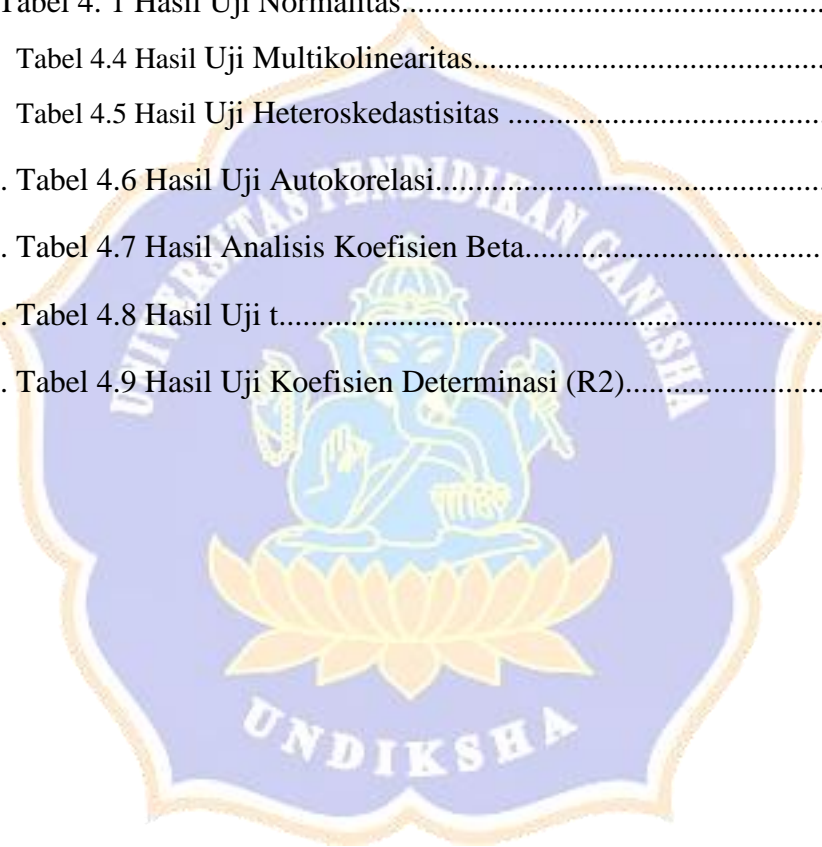 Tabel 4. 1 Hasil Uji Normalitas........................................................
Tabel 4.4 Hasil Uji Multikolinearitas...............................................
Tabel 4.5 Hasil Uji Heteroskedastisitas ..........................................
. Tabel 4.6 Hasil Uji Autokorelasi....................................................
. Tabel 4.7 Hasil Analisis Koefisien Beta........................................
. Tabel 4.8 Hasil Uji t........................................................................
. Tabel 4.9 Hasil Uji Koefisien Determinasi (R2)..........................
UNIVERSITAS PENDIDIKAN GANESHA
UNDIKSHA